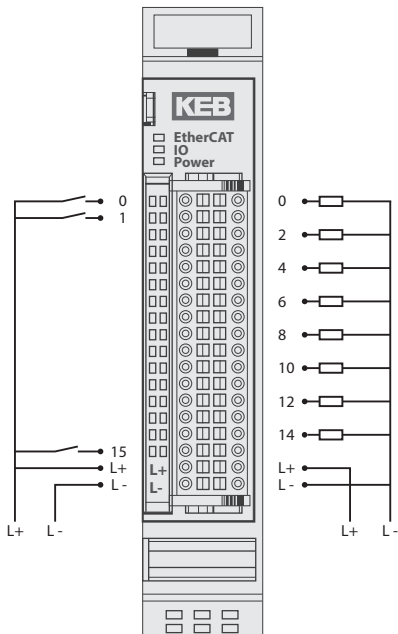 KEB
EtherCAT
IO
Power
0
1
15
L+
L -
L+
L -
L+
L-
0
2
4
6
8
10
12
14
L+
L -
L+
L -